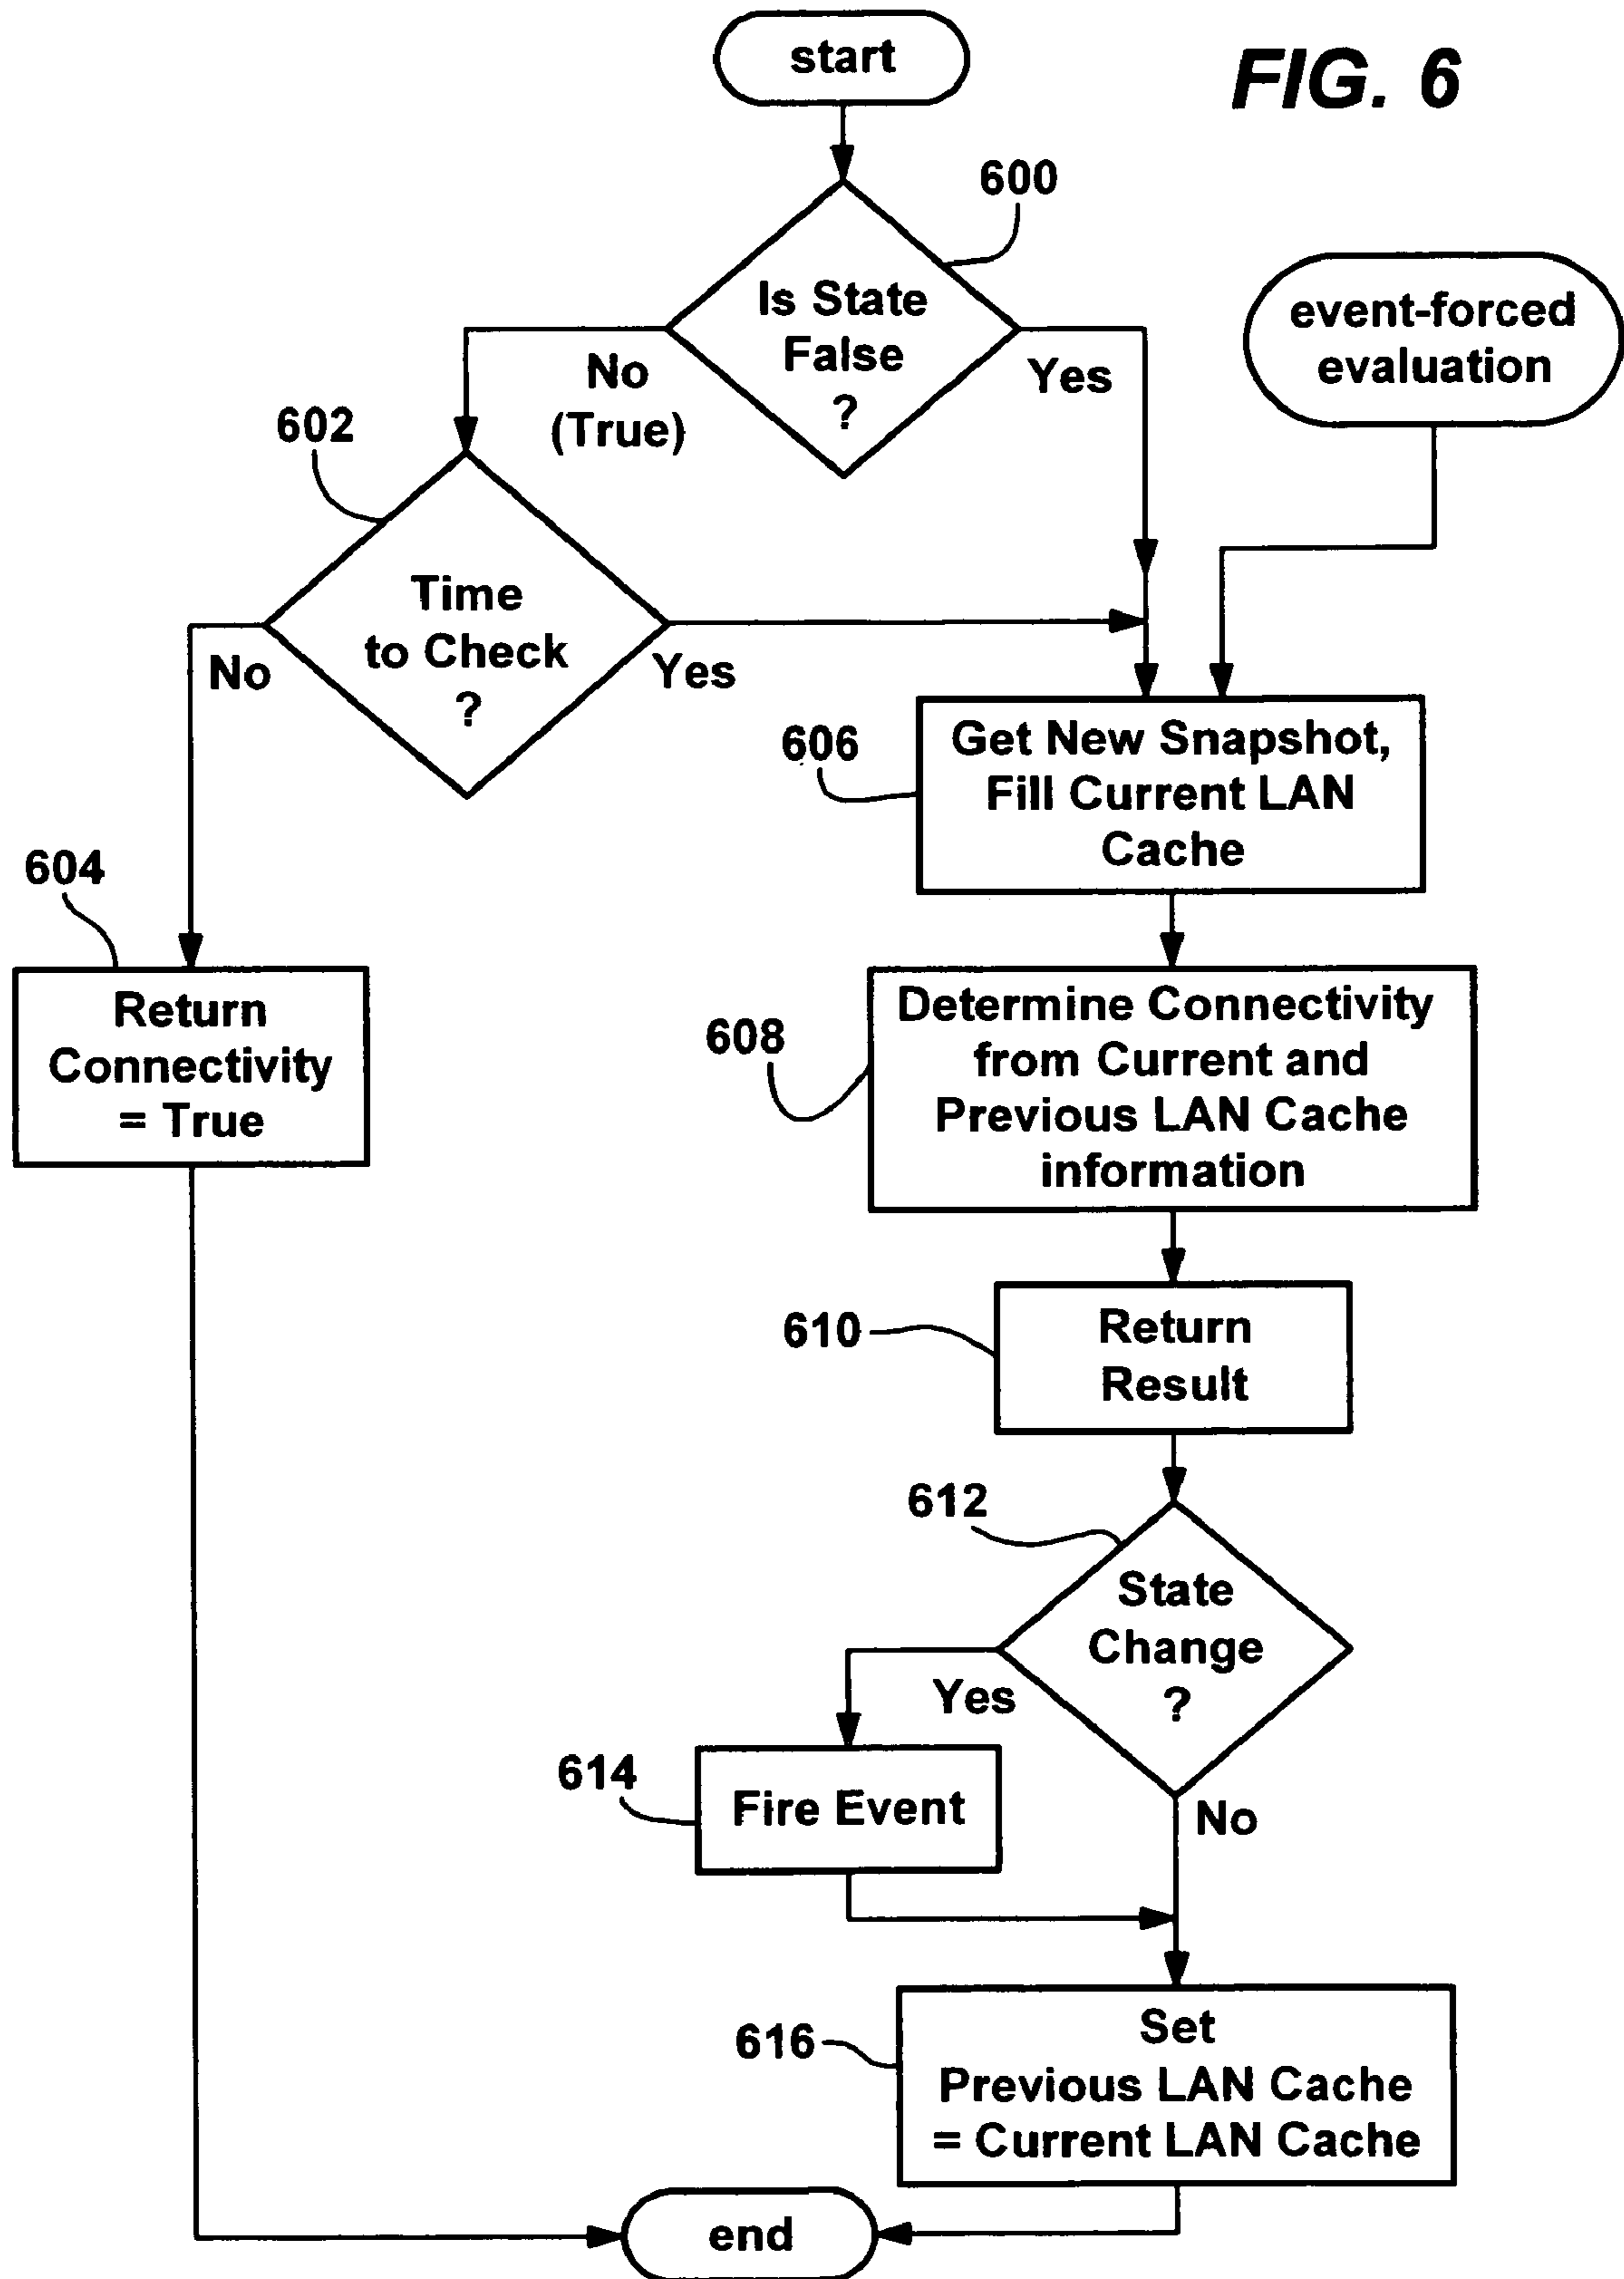 start
FIG. 6
600
Is State
False
?
event-forced
evaluation
No
(True)
Yes
602
Time
to Check
?
No
Yes
606
Get New Snapshot,
Fill Current LAN
Cache
604
Return
Connectivity
= True
608
Determine Connectivity
from Current and
Previous LAN Cache
information
610
Return
Result
612
State
Change
?
Yes
No
614
Fire Event
616
Set
Previous LAN Cache
= Current LAN Cache
end